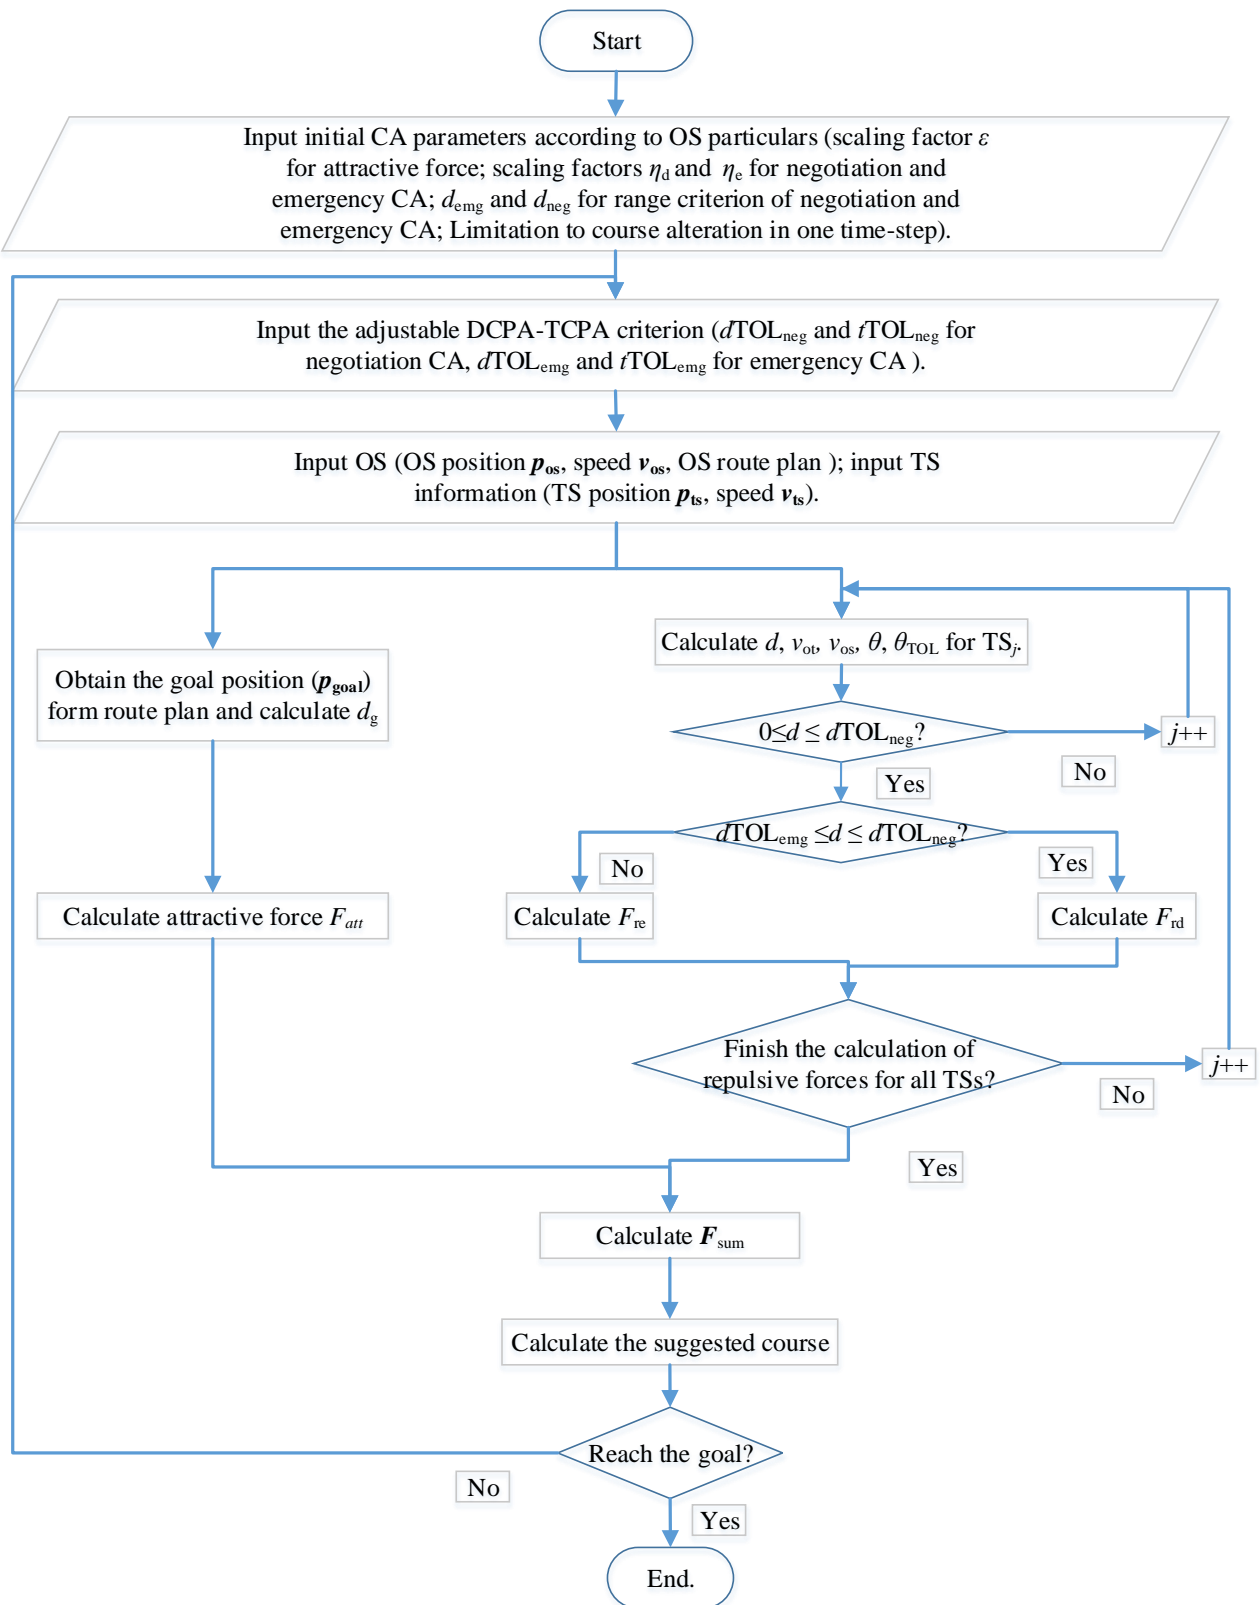 Start
Input initial CA parameters according to OS particulars (scaling factor ε
for attractive force; scaling factors ηd and ηe for negotiation and
emergency CA; demg and dneg for range criterion of negotiation and
emergency CA; Limitation to course alteration in one time-step).
Input the adjustable DCPA-TCPA criterion (dTOLneg and tTOLneg for
negotiation CA, dTOLemg and tTOLemg for emergency CA ).
Input OS (OS position pos, speed vos, OS route plan ); input TS
information (TS position pts, speed vts).
Calculate d, vot, vos, θ, θTOL for TSj.
Obtain the goal position (pgoal)
form route plan and calculate dg
0≤d ≤ dTOLneg?
j++
No
Yes
dTOLemg ≤d ≤ dTOLneg?
No
Yes
Calculate attractive force Fatt
Calculate Fre
Calculate Frd
Finish the calculation of
repulsive forces for all TSs?
j++
No
Yes
Calculate Fsum
Calculate the suggested course
Reach the goal?
No
Yes
End.